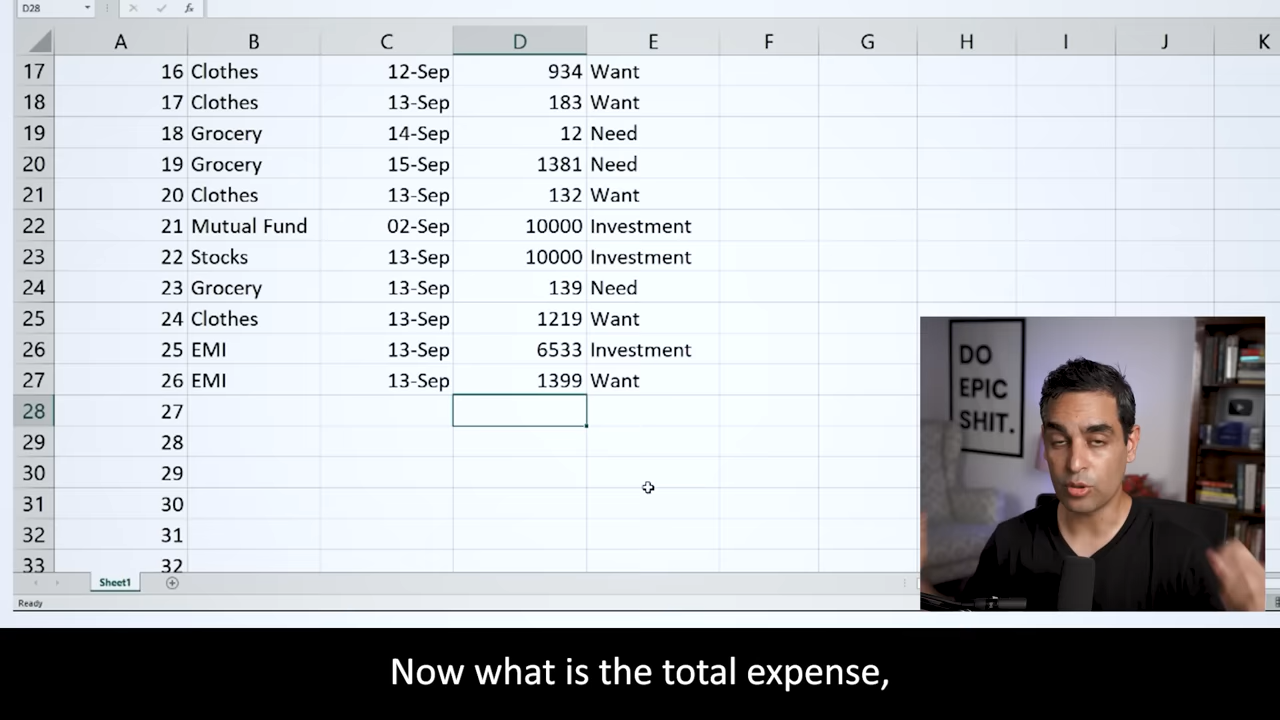 D28
fx
A B C D E F G H I J K
17 16 Clothes 12-Sep 934 Want
18 17 Clothes 13-Sep 183 Want
19 18 Grocery 14-Sep 12 Need
20 19 Grocery 15-Sep 1381 Need
21 20 Clothes 13-Sep 132 Want
22 21 Mutual Fund 02-Sep 10000 Investment
23 22 Stocks 13-Sep 10000 Investment
24 23 Grocery 13-Sep 139 Need
25 24 Clothes 13-Sep 1219 Want
26 25 EMI 13-Sep 6533 Investment
27 26 EMI 13-Sep 1399 Want
28 27
29 28
30 29
31 30
32 31
33 32
Sheet1
Ready
DO
EPIC
SHIT.
Now what is the total expense,